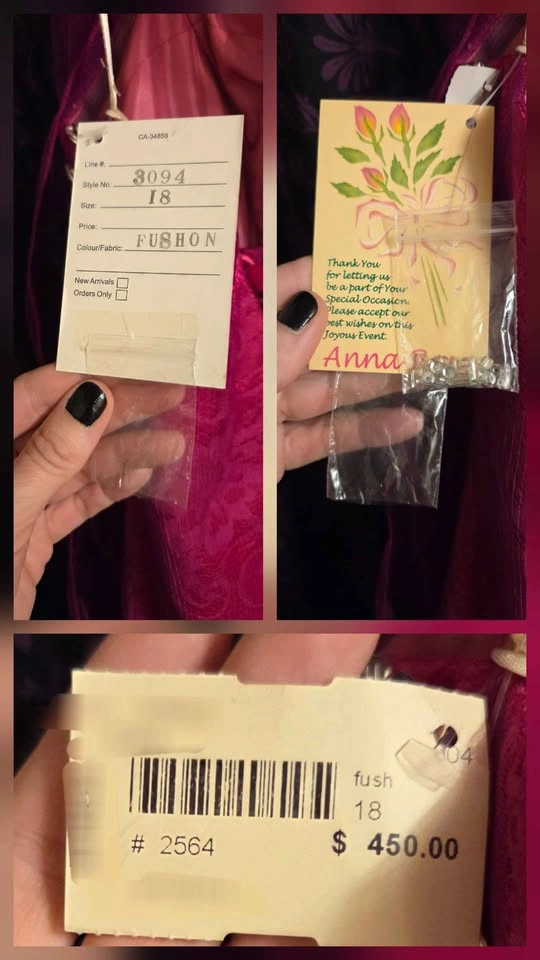 CA-34859
Line #:
Style No: 3094
Size: 18
Price:
Colour/Fabric: FUSHON
New Arrivals
Orders Only
Thank You
for letting us
be a part of Your
Special Occasion.
Please accept our
best wishes on this
Joyous Event.
Anna
04
fush
18
# 2564 $ 450.00